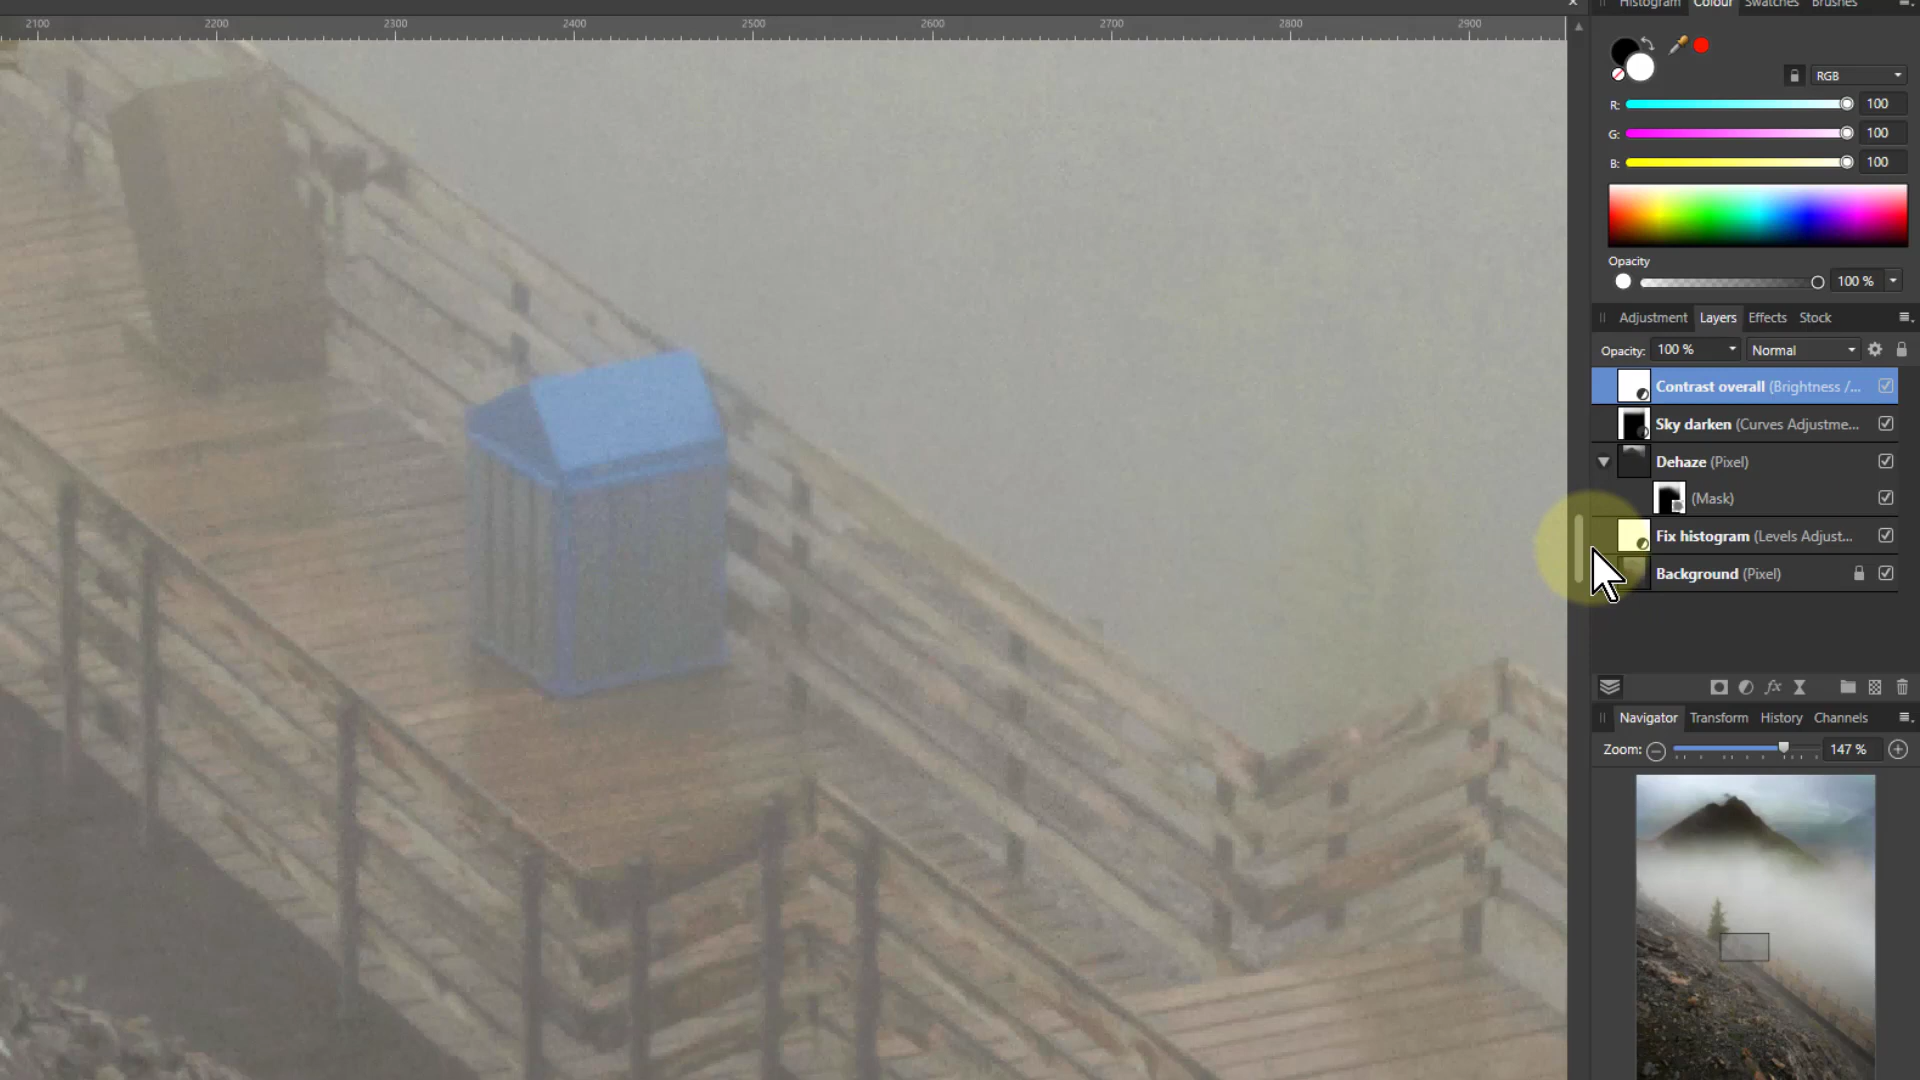 2100 2200 2300 2400 2500 2600 2700 2800 2900
Histogram Colour Swatches Brushes
RGB
R: 100
G: 100
B: 100
Opacity
100 %
Adjustment Layers Effects Stock
Opacity: 100 % Normal
Contrast overall (Brightness /...
Sky darken (Curves Adjustme...
Dehaze (Pixel)
(Mask)
Fix histogram (Levels Adjust...
Background (Pixel)
fx
Navigator Transform History Channels
Zoom: 147 %